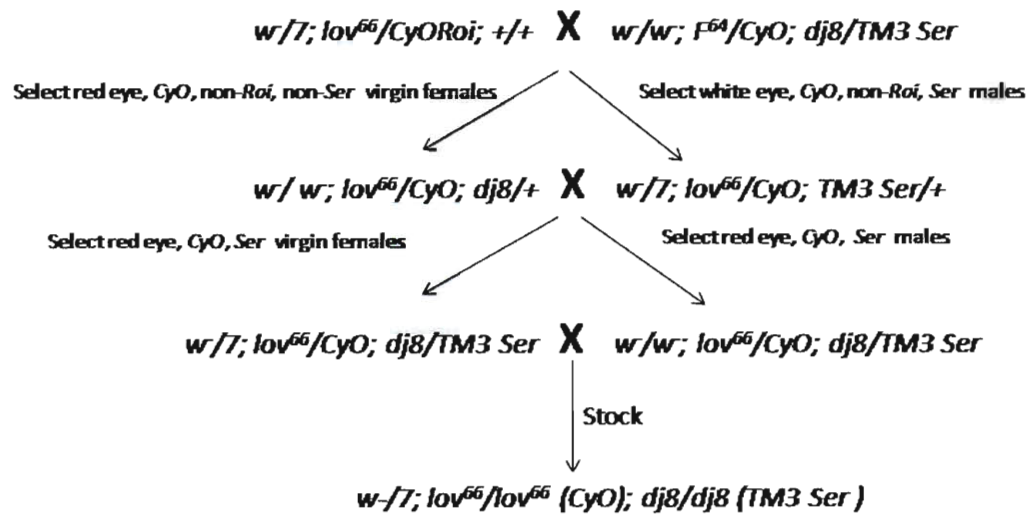 w-/7; lov66/CyORoi; +/+ X w-/w-; F64/CyO; dj8/TM3 Ser
Select red eye, CyO, non-Roi, non-Ser virgin females Select white eye, CyO, non-Roi, Ser males
w-/ w-; lov66/CyO; dj8/+ X w-/7; lov66/CyO; TM3 Ser/+
Select red eye, CyO, Ser virgin females Select red eye, CyO, Ser males
w-/7; lov66/CyO; dj8/TM3 Ser X w-/w-; lov66/CyO; dj8/TM3 Ser
Stock
w-/7; lov66/lov66 (CyO); dj8/dj8 (TM3 Ser )